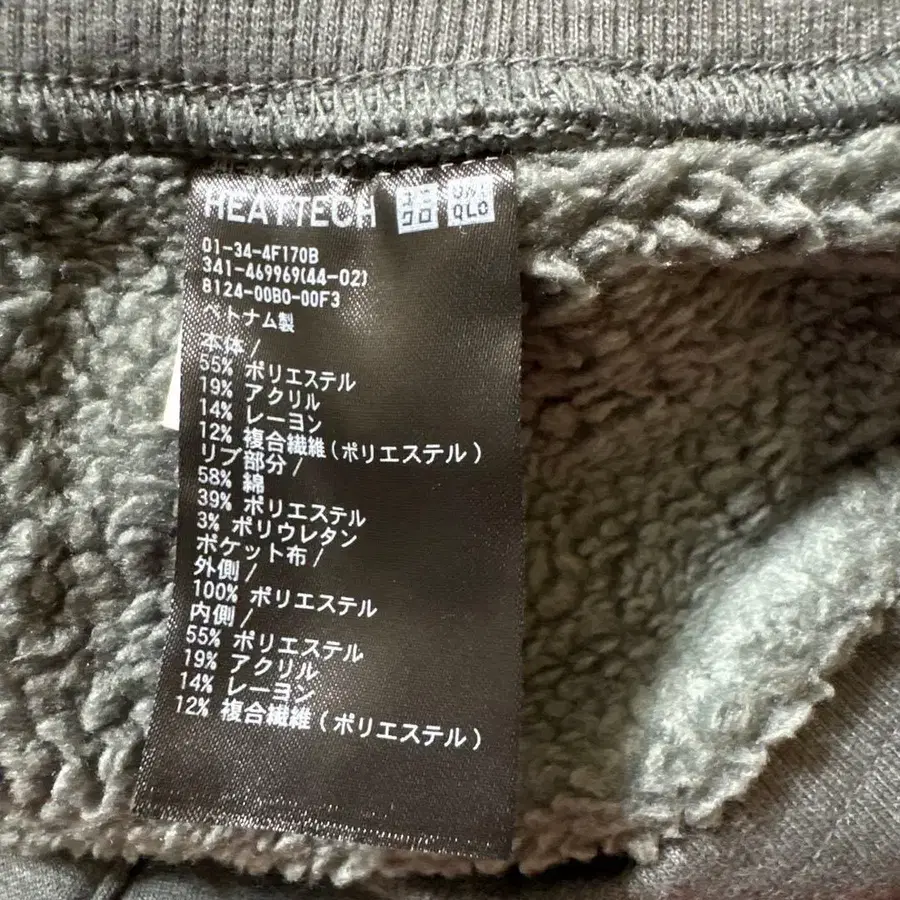 HEATTECH ユニクロ UNIQLO
01-34-4F170B
341-469969(44-02)
8124-00B0-00F3
ベトナム製
本体/
55% ポリエステル
19% アクリル
14% レーヨン
12% 複合繊維(ポリエステル)
リブ部分/
58% 綿
39% ポリエステル
3% ポリウレタン
ポケット布/
外側/
100% ポリエステル
内側/
55% ポリエステル
19% アクリル
14% レーヨン
12% 複合繊維(ポリエステル)